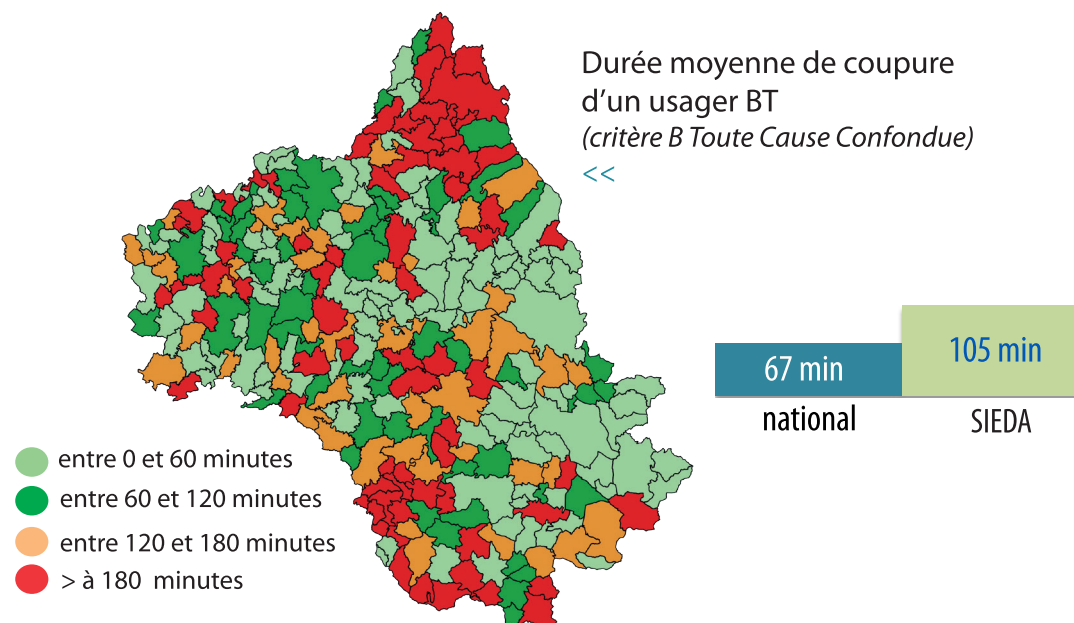 Durée moyenne de coupure
d’un usager BT
(critère B Toute Cause Confondue)
<<
67 min
105 min
national
SIEDA
entre 0 et 60 minutes
entre 60 et 120 minutes
entre 120 et 180 minutes
> à 180 minutes